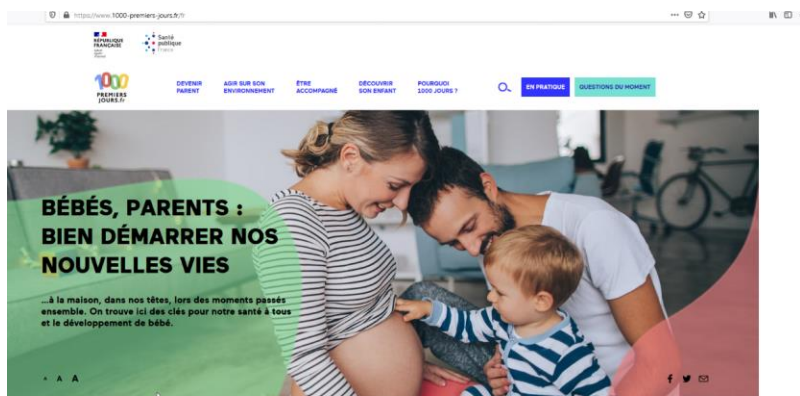 https://www.1000-premiers-jours.fr/fr
RÉPUBLIQUE
FRANÇAISE
Santé
publique
France
1000
PREMIERS
JOURS.fr
DEVENIR
PARENT
AGIR SUR SON
ENVIRONNEMENT
ÊTRE
ACCOMPAGNÉ
DÉCOUVRIR
SON ENFANT
POURQUOI
1000 JOURS ?
EN PRATIQUE
QUESTIONS DU MOMENT
BÉBÉS, PARENTS :
BIEN DÉMARRER NOS
NOUVELLES VIES
...à la maison, dans nos têtes, lors des moments passés
ensemble. On trouve ici des clés pour notre santé à tous
et le développement de bébé.
A A A